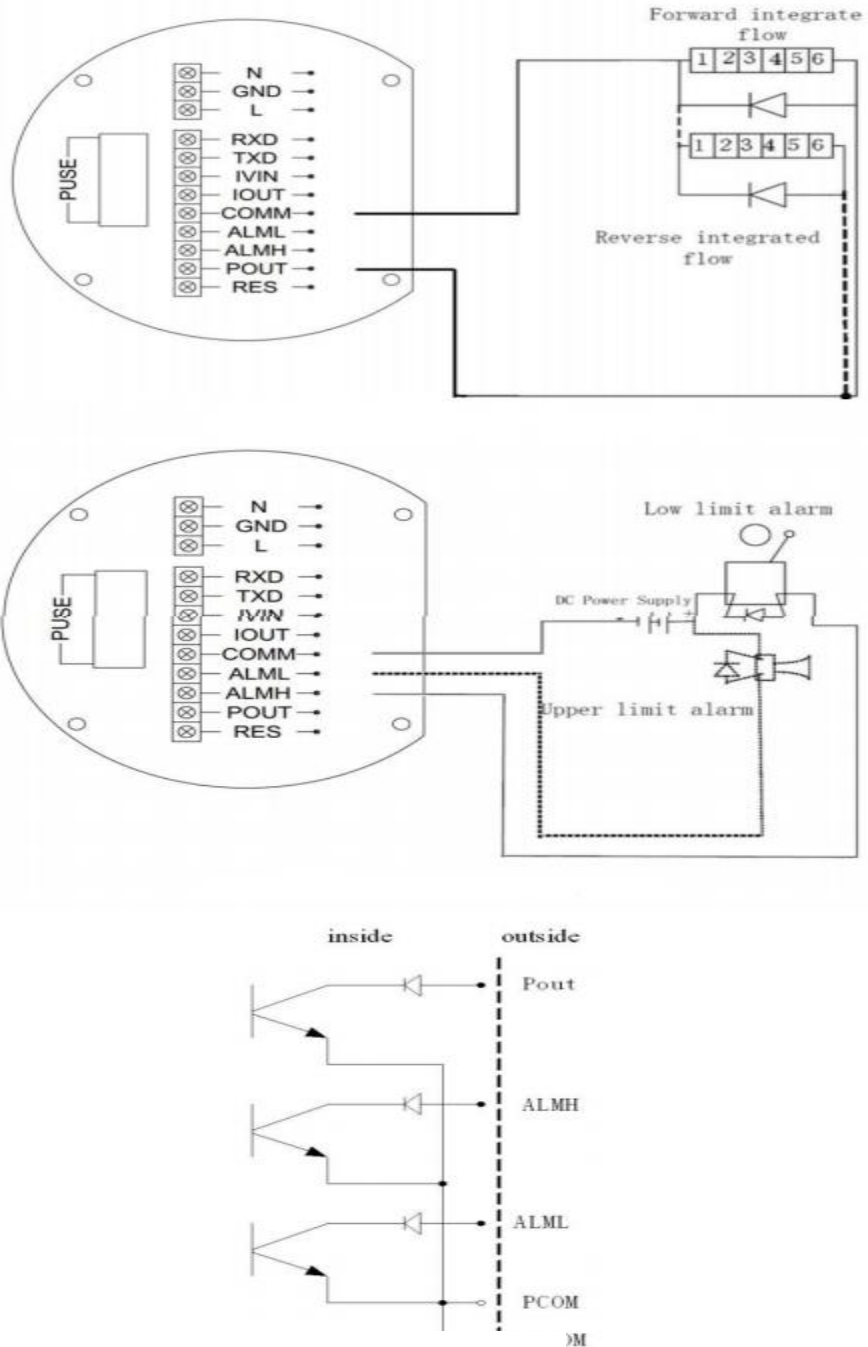 Forward integrate
flow
1 2 3 4 5 6
N
GND
L
RXD
TXD
IVIN
IOUT
COMM
ALML
ALMH
POUT
RES
PUSE
1 2 3 4 5 6
Reverse integrated
flow
N
GND
L
RXD
TXD
IVIN
IOUT
COMM
ALML
ALMH
POUT
RES
PUSE
Low limit alarm
DC Power Supply
- +
Upper limit alarm
inside outside
Pout
ALMH
ALML
PCOM
)M